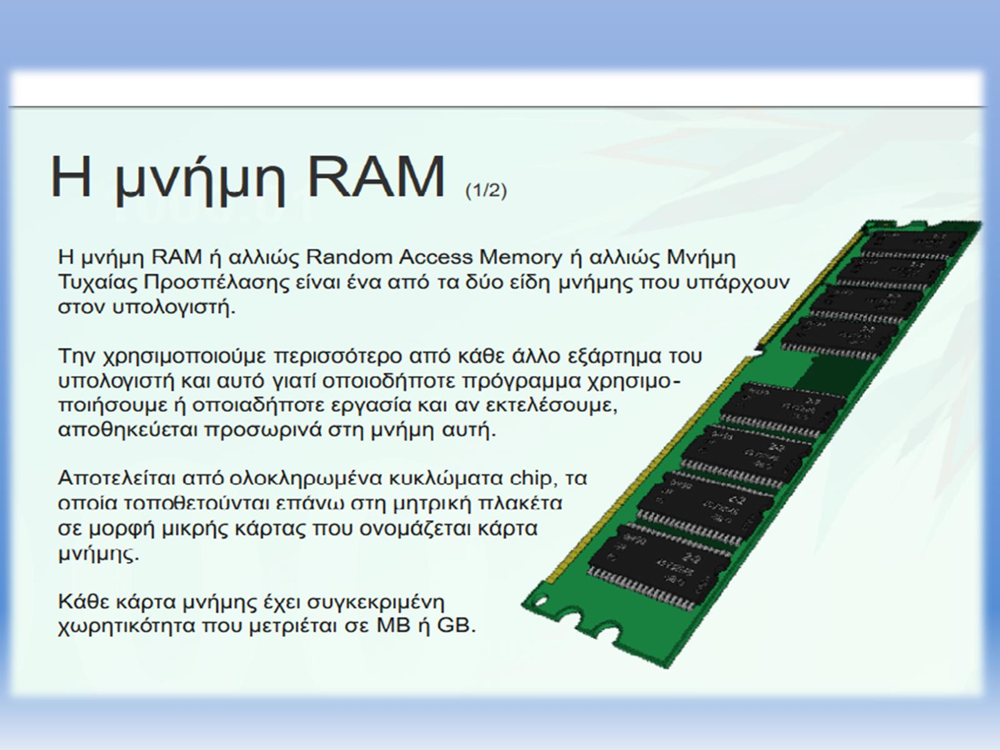 Η μνήμη RAM (1/2)
Η μνήμη RAM ή αλλιώς Random Access Memory ή αλλιώς Μνήμη
Τυχαίας Προσπέλασης είναι ένα από τα δύο είδη μνήμης που υπάρχουν
στον υπολογιστή.
Την χρησιμοποιούμε περισσότερο από κάθε άλλο εξάρτημα του
υπολογιστή και αυτό γιατί οποιοδήποτε πρόγραμμα χρησιμο-
ποιήσουμε ή οποιαδήποτε εργασία και αν εκτελέσουμε,
αποθηκεύεται προσωρινά στη μνήμη αυτή.
Αποτελείται από ολοκληρωμένα κυκλώματα chip, τα
οποία τοποθετούνται επάνω στη μητρική πλακέτα
σε μορφή μικρής κάρτας που ονομάζεται κάρτα
μνήμης.
Κάθε κάρτα μνήμης έχει συγκεκριμένη
χωρητικότητα που μετριέται σε MB ή GB.